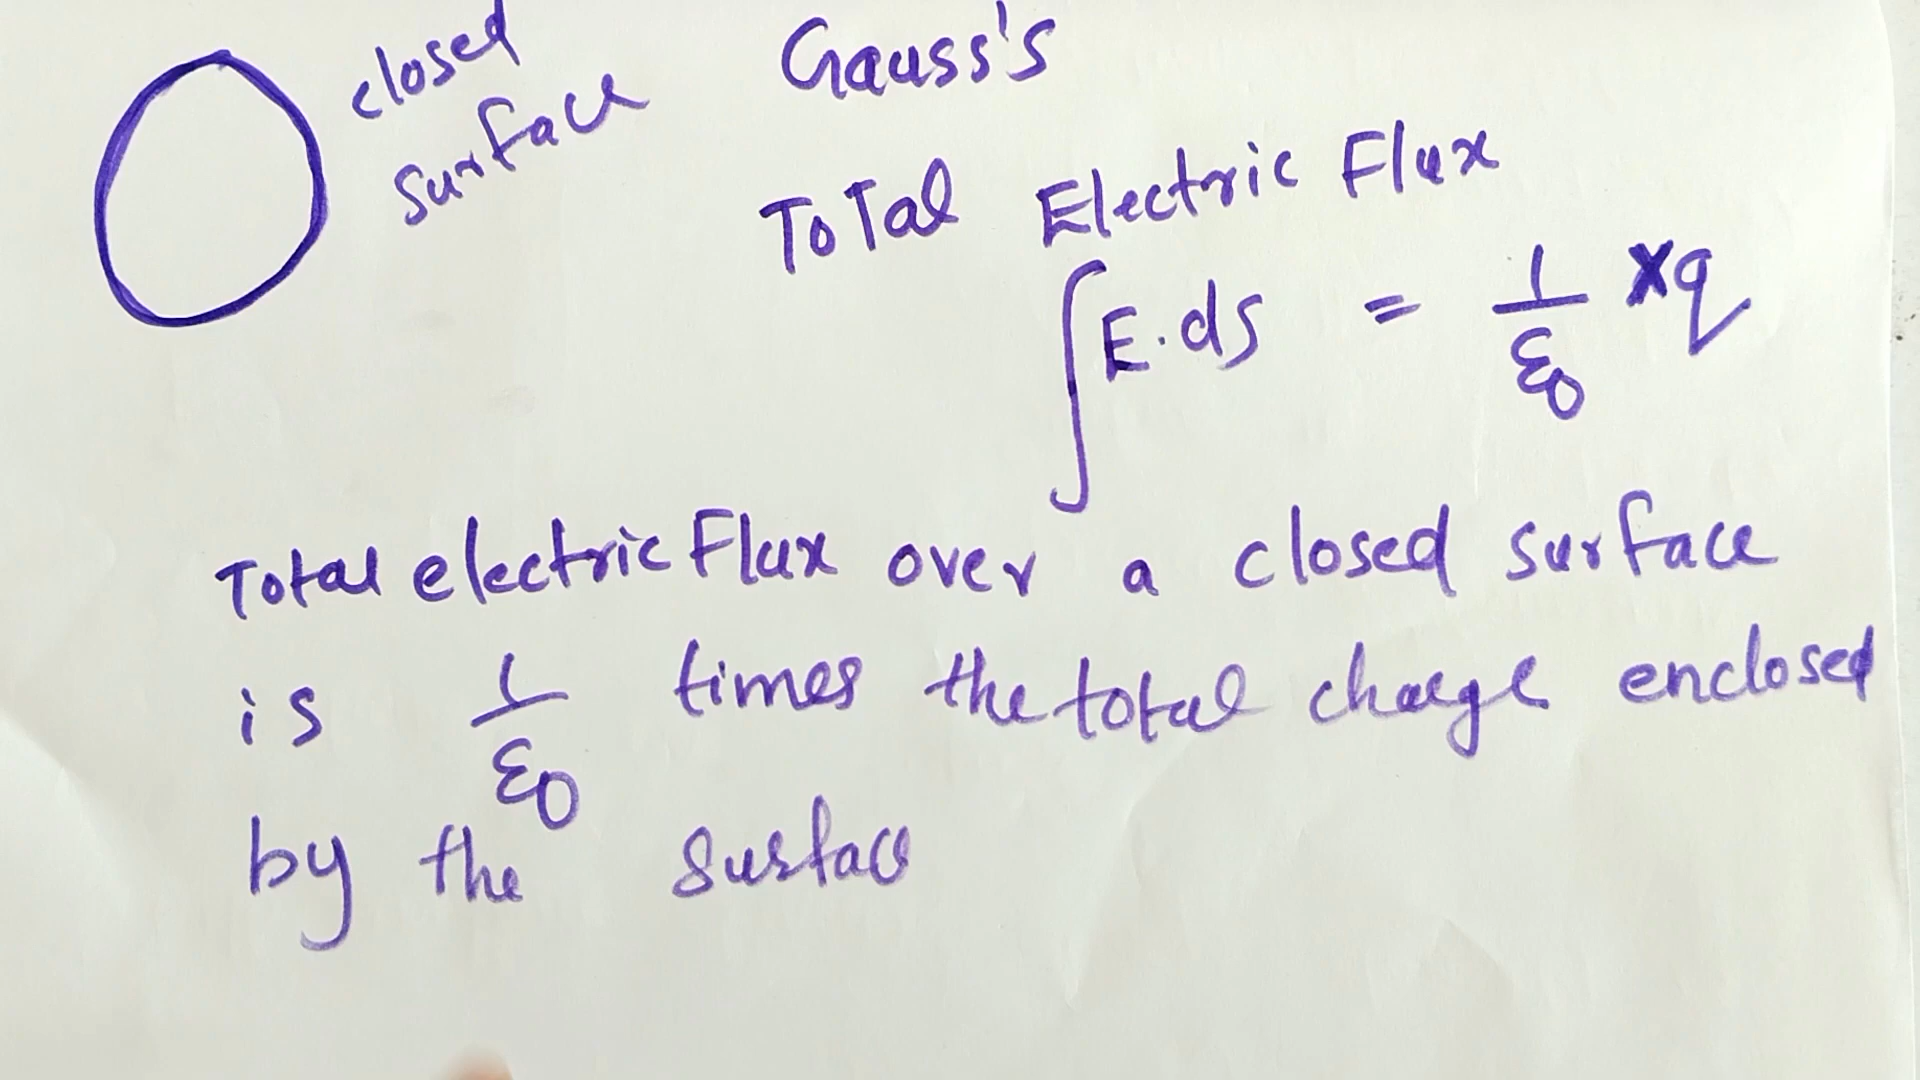 closed
surface
Gauss's
ToTal Electric Flux
∫E.ds = 1/ε0 xq
Total electric Flux over a closed surface
is 1/ε0 times the total charge enclosed
by the surface